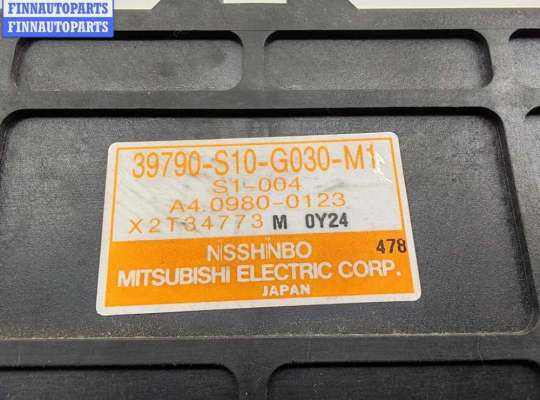 FINNAUTOPARTS
FINNAUTOPARTS
39790-S10-G030-M1
S1-004
A4.0980-0123
X2T34773 M 0Y24
478
NISSHINBO
MITSUBISHI ELECTRIC CORP.
JAPAN